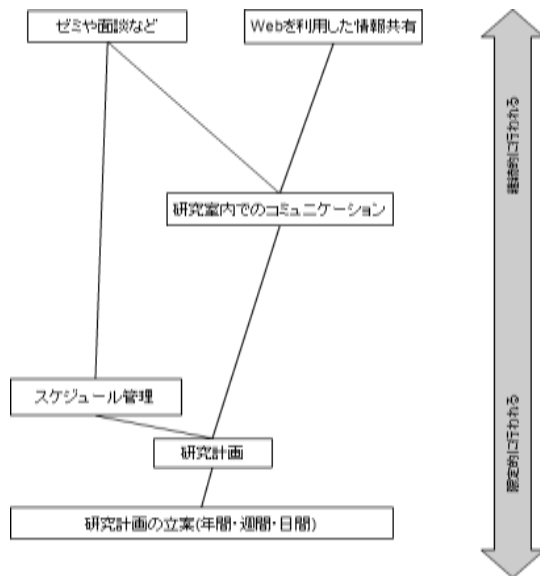 ゼミや面談など
Webを利用した情報共有
継続的に行われる
研究室内でのコミュニケーション
スケジュール管理
限定的に行われる
研究計画
研究計画の立案(年間・週間・日間)